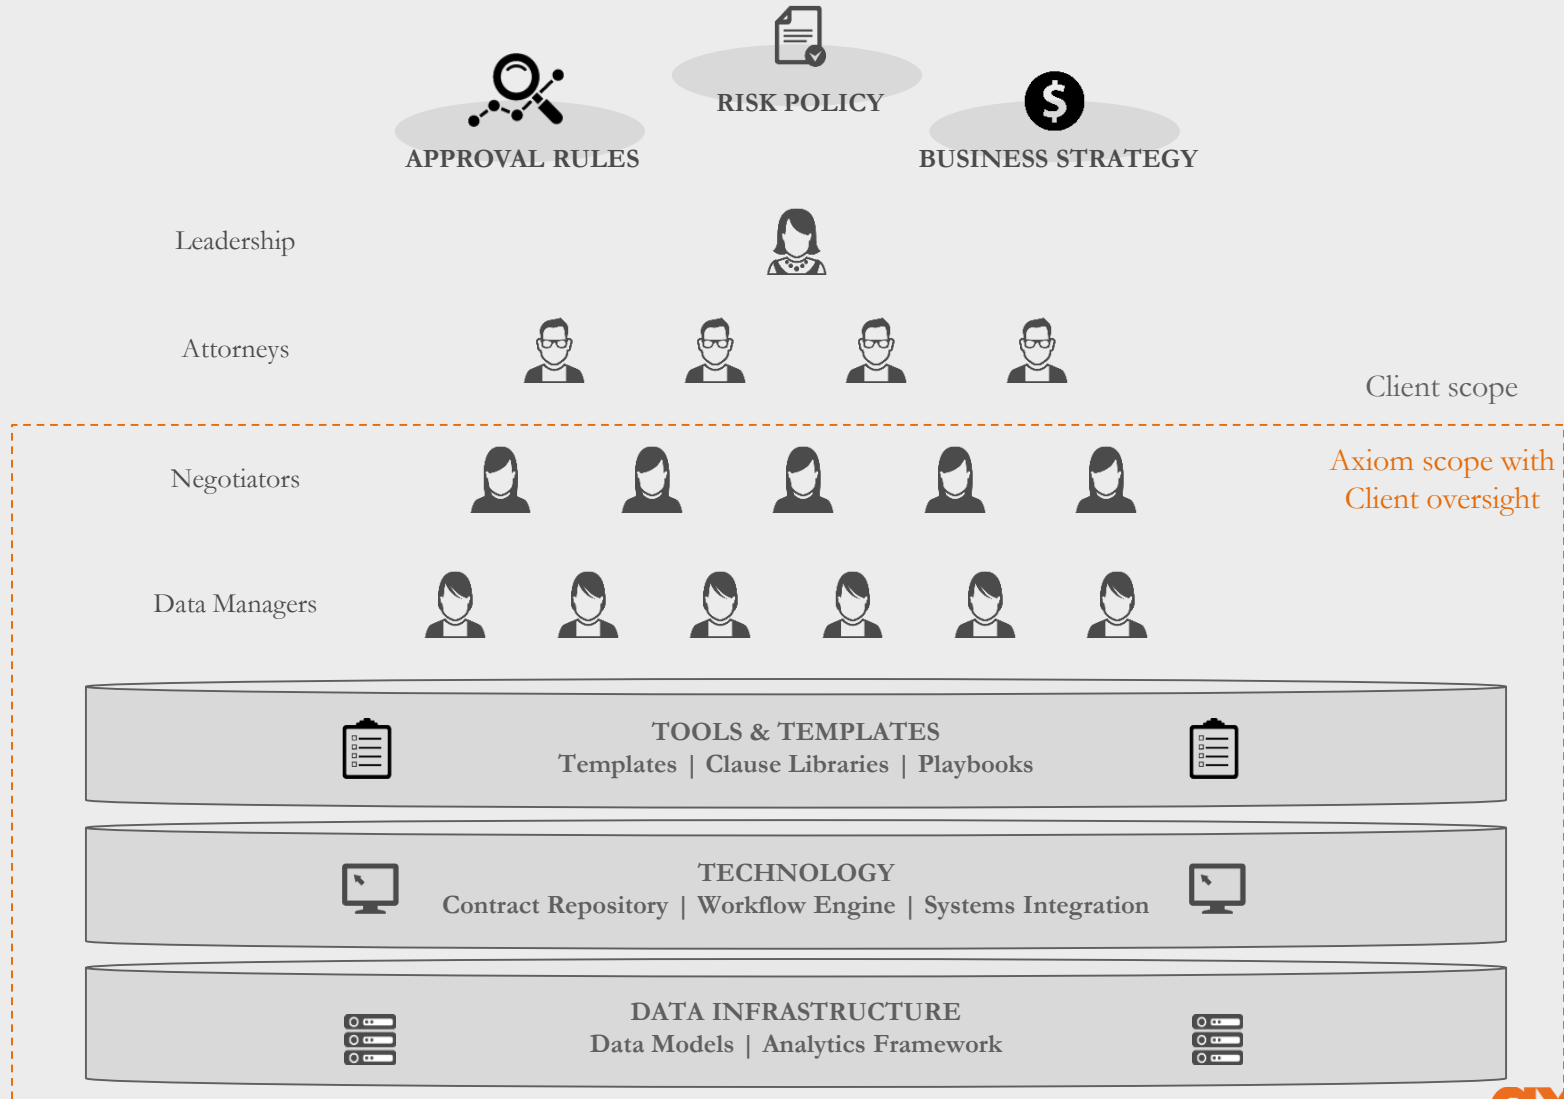 RISK POLICY
APPROVAL RULES
BUSINESS STRATEGY
Leadership
Attorneys
Client scope
Negotiators
Axiom scope with
Client oversight
Data Managers
TOOLS & TEMPLATES
Templates | Clause Libraries | Playbooks
TECHNOLOGY
Contract Repository | Workflow Engine | Systems Integration
DATA INFRASTRUCTURE
Data Models | Analytics Framework